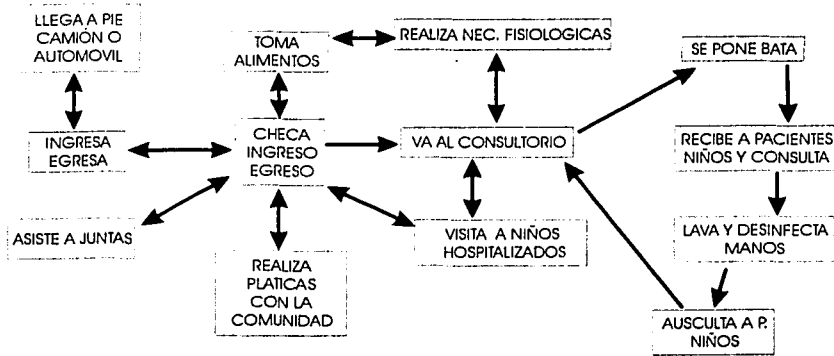 LLEGA A PIE
CAMIÓN O
AUTOMOVIL
TOMA
ALIMENTOS
REALIZA NEC. FISIOLOGICAS
SE PONE BATA
INGRESA
EGRESA
CHECA
INGRESO
EGRESO
VA AL CONSULTORIO
RECIBE A PACIENTES
NIÑOS Y CONSULTA
ASISTE A JUNTAS
REALIZA
PLATICAS
CON LA
COMUNIDAD
VISITA A NIÑOS
HOSPITALIZADOS
LAVA Y DESINFECTA
MANOS
AUSCULTA A P.
NIÑOS